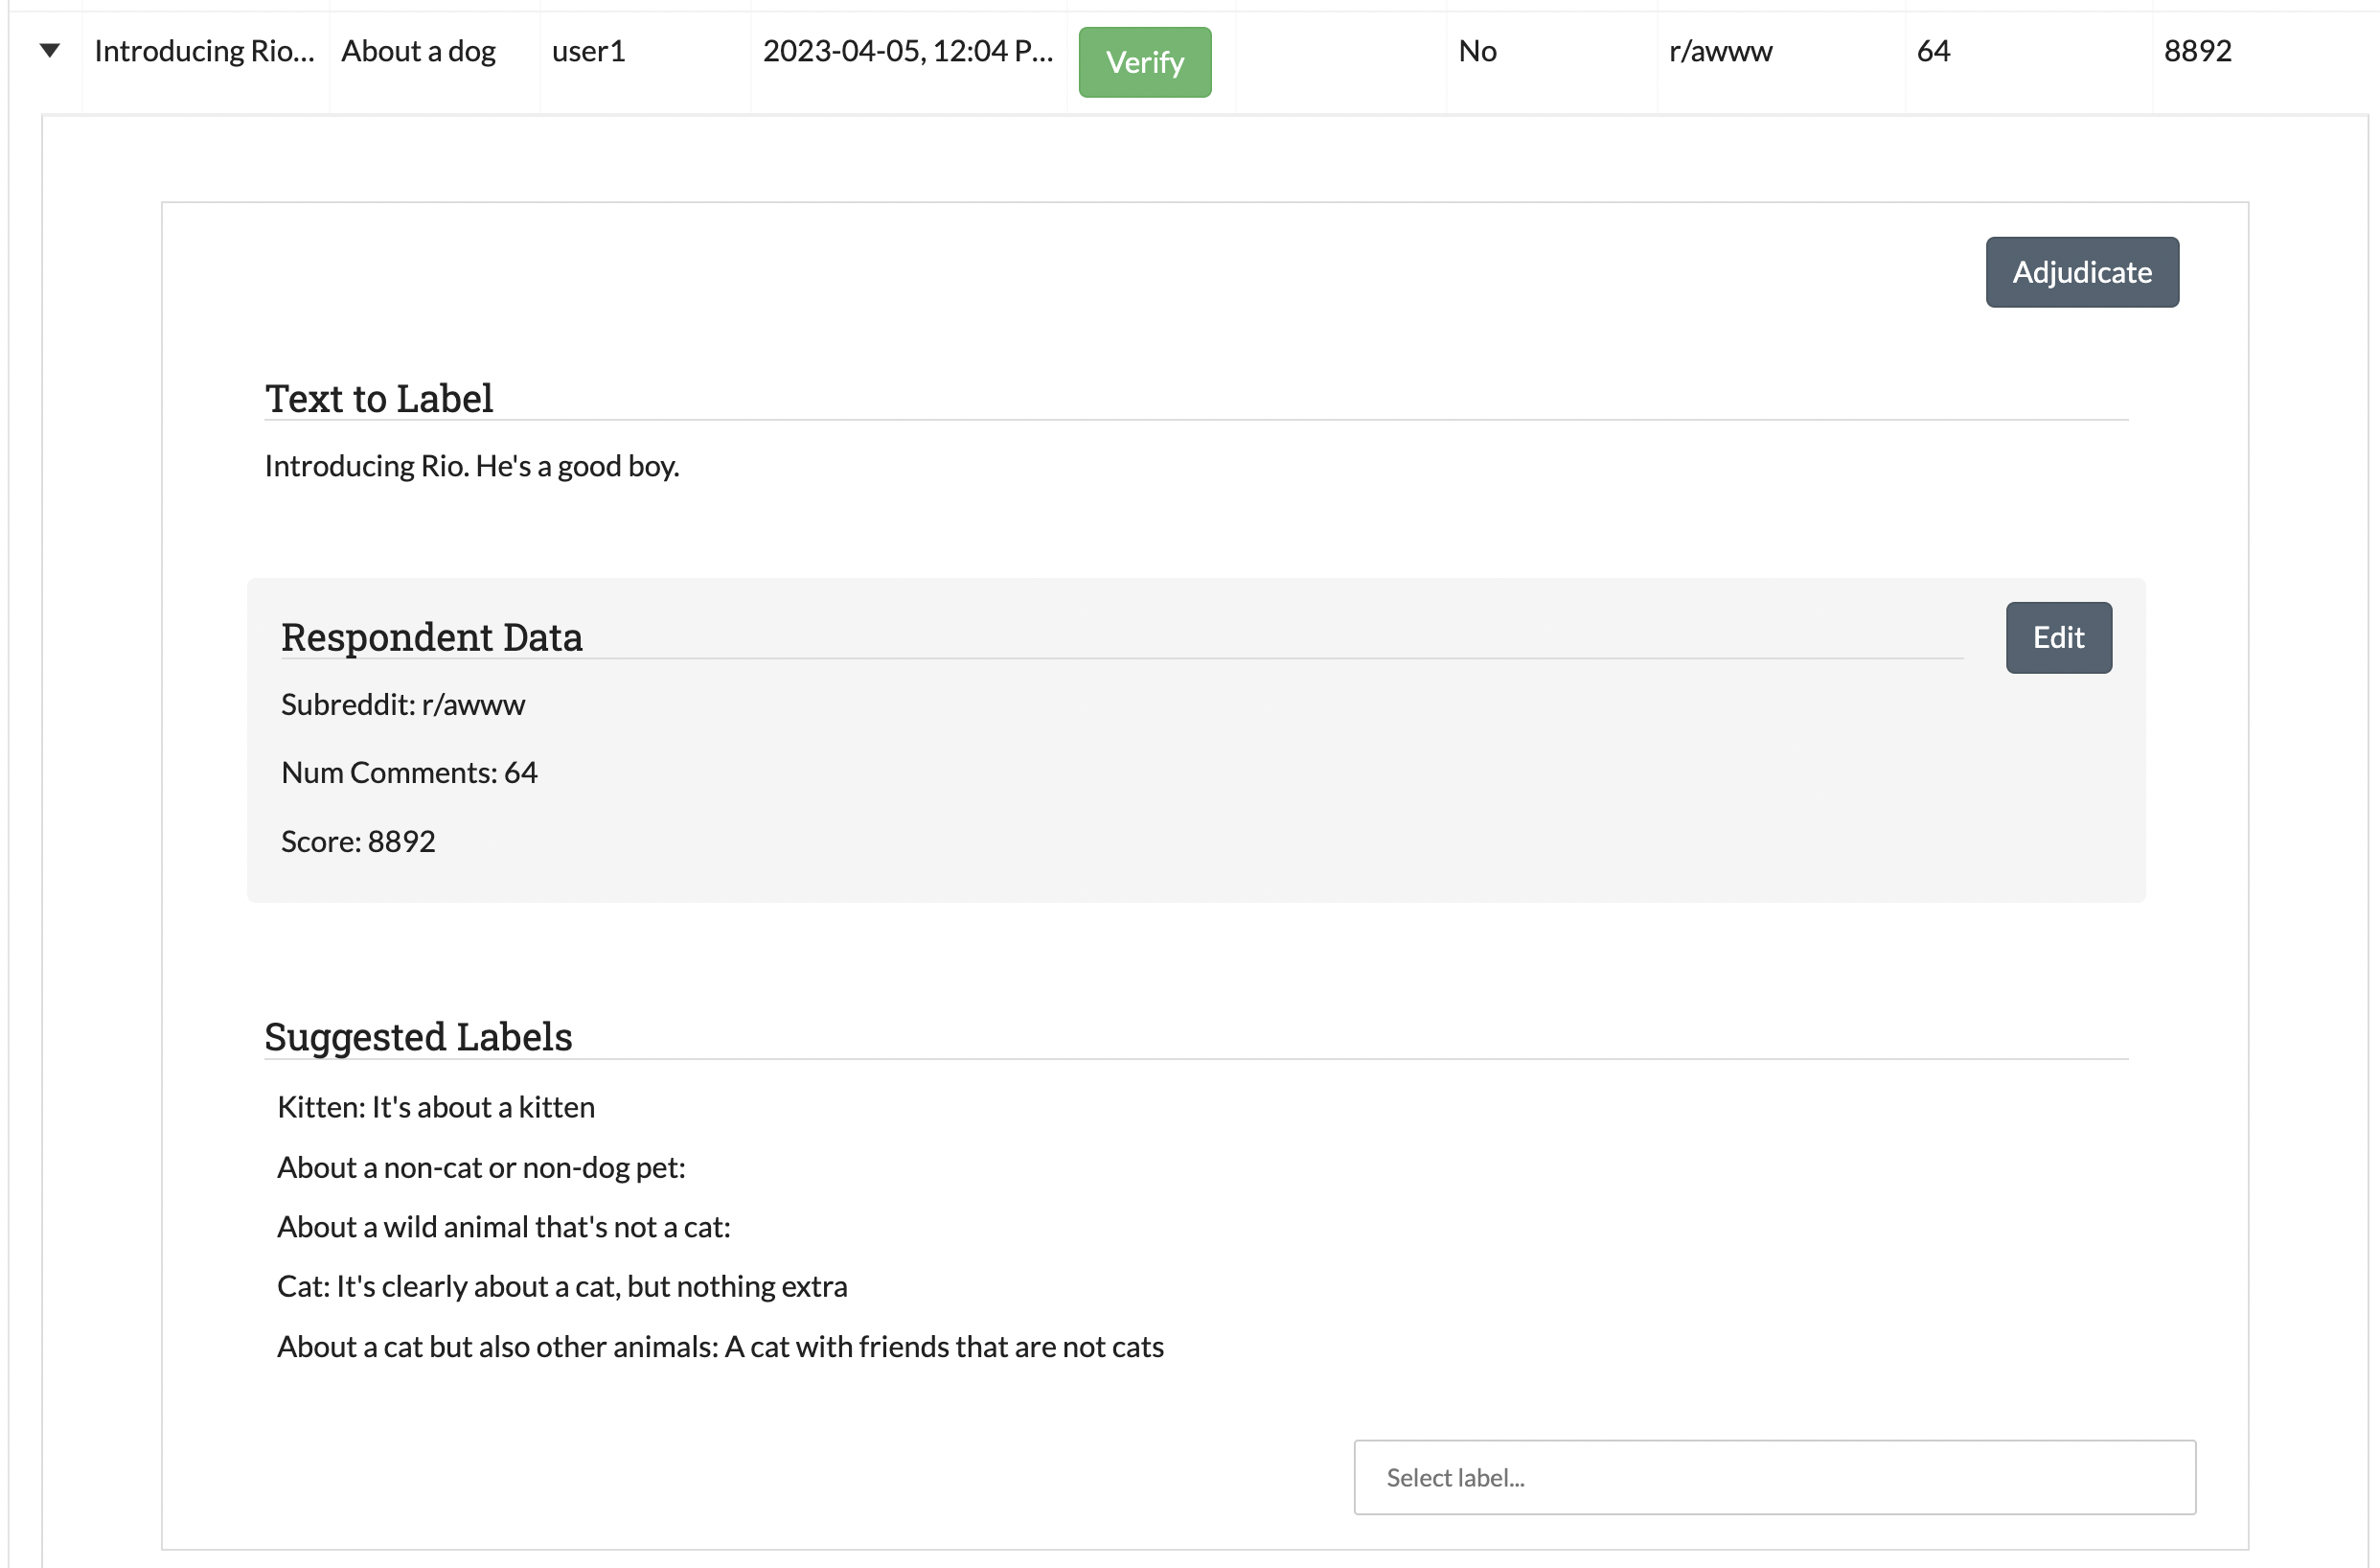 Introducing Rio... About a dog user1 2023-04-05, 12:04 P... Verify No r/awww 64 8892
Adjudicate
Text to Label
Introducing Rio. He's a good boy.
Respondent Data Edit
Subreddit: r/awww
Num Comments: 64
Score: 8892
Suggested Labels
Kitten: It's about a kitten
About a non-cat or non-dog pet:
About a wild animal that's not a cat:
Cat: It's clearly about a cat, but nothing extra
About a cat but also other animals: A cat with friends that are not cats
Select label...